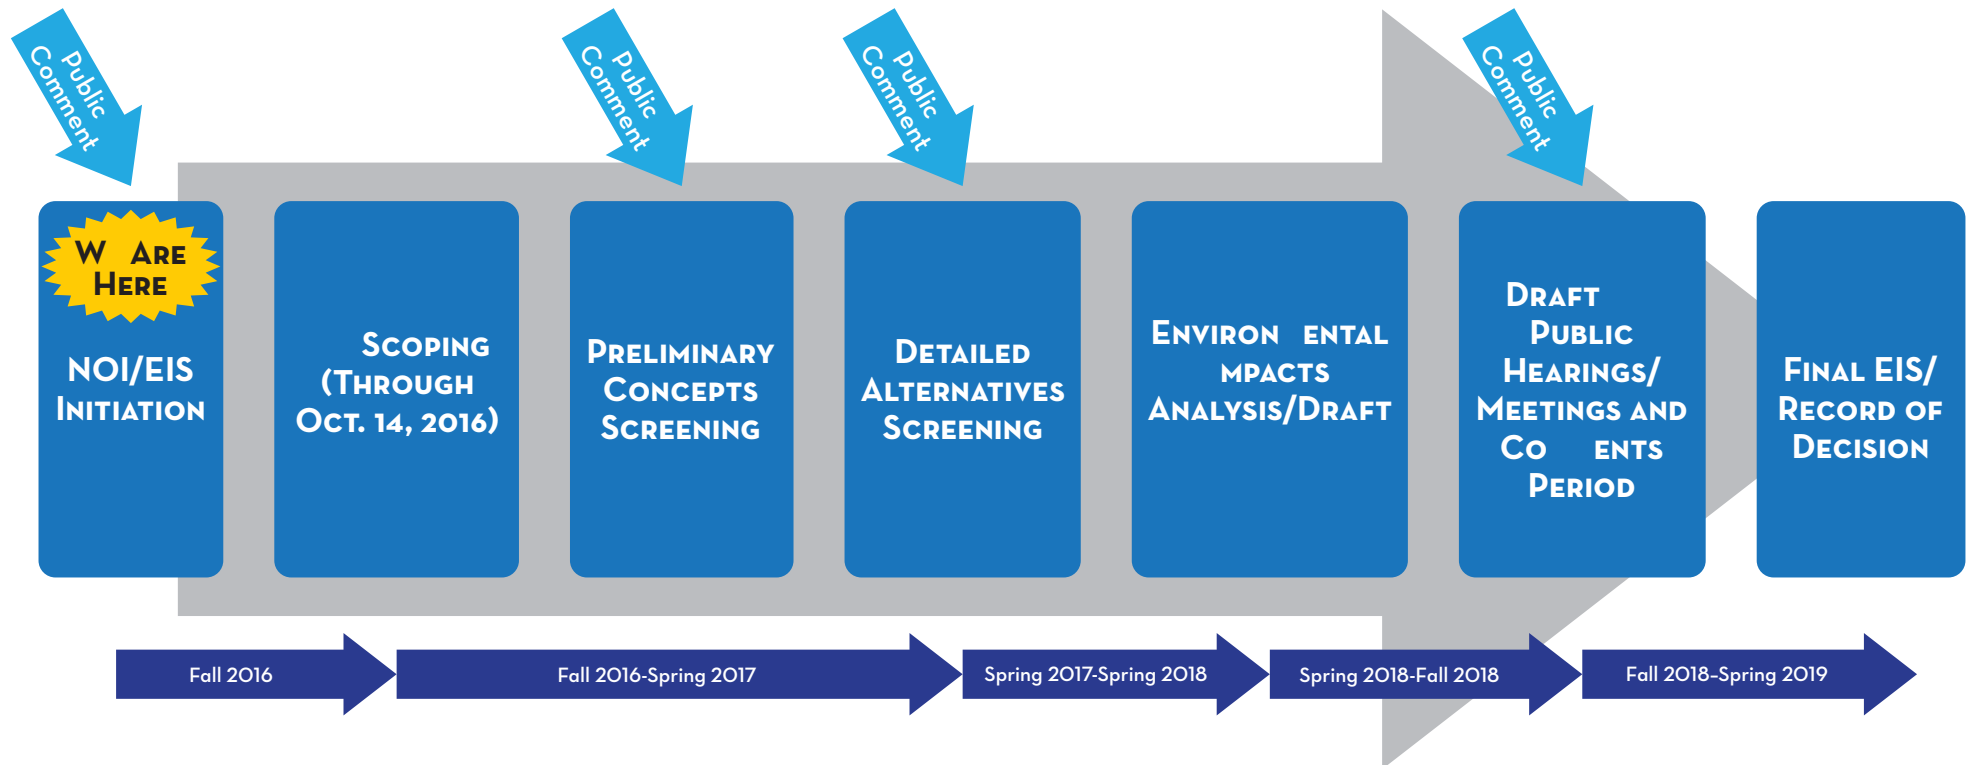 Public
Comment
Public
Comment
Public
Comment
Public
Comment
W Are
Here
NOI/EIS
Initiation
Scoping
(Through
Oct. 14, 2016)
Preliminary
Concepts
Screening
Detailed
Alternatives
Screening
Environ ental
mpacts
Analysis/Draft
Draft
Public
Hearings/
Meetings and
Co ents
Period
Final EIS/
Record of
Decision
Fall 2016
Fall 2016-Spring 2017
Spring 2017-Spring 2018
Spring 2018-Fall 2018
Fall 2018-Spring 2019